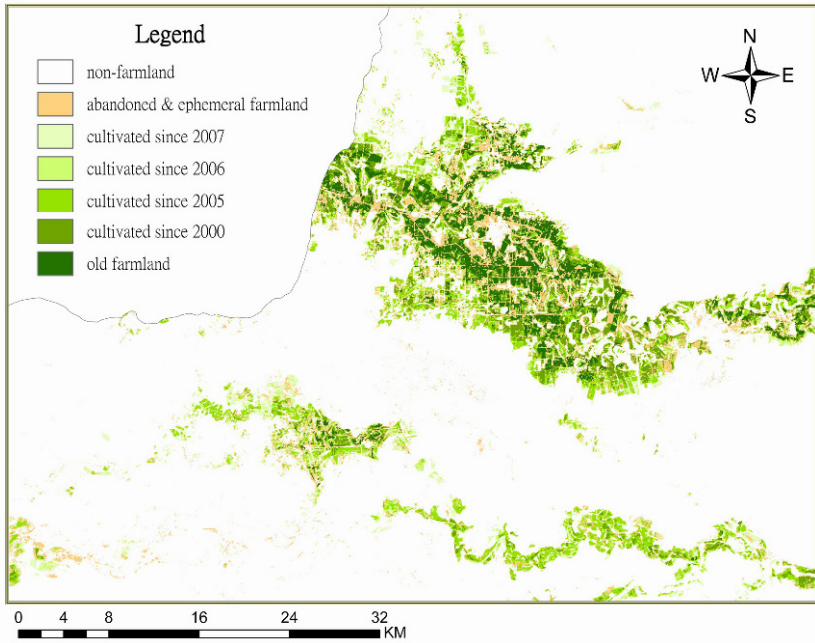 Legend
non-farmland
abandoned & ephemeral farmland
cultivated since 2007
cultivated since 2006
cultivated since 2005
cultivated since 2000
old farmland
N
W E
S
0 4 8 16 24 32
KM